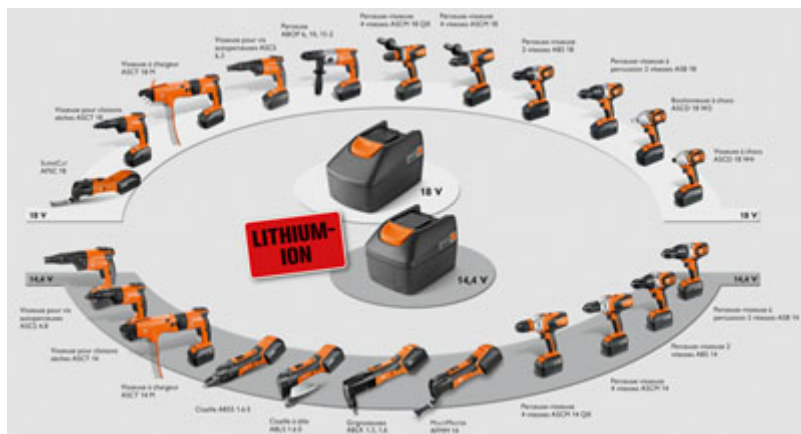 Visseuse à chargeur
ASCT 18 M
Visseuse pour vis
autoperceuses ASCS
6.3
Perceuse
ABOP 6, 10, 13-2
Perceuse-visseuse
4 vitesses ASCM 18 QX
Perceuse-visseuse
4 vitesses ASCM 18
Perceuse-visseuse
2 vitesses ABS 18
Perceuse-visseuse à
percussion 2 vitesses ASB 18
Boulonneuse à chocs
ASCD 18 W2
Visseuse à chocs
ASCD 18 W4
Visseuse pour cloisons
sèches ASCT 18
SuperCut
AFSC 18
18 V
18 V
18 V
LITHIUM-
ION
14,4 V
14,4 V
14,4 V
Visseuse pour vis
autoperceuses
ASCS 4.8
Visseuse pour cloisons
sèches ASCT 14
Visseuse à chargeur
ASCT 14 M
Cisaille ABSS 1.6 E
Cisaille à tôle
ABLS 1.6 E
Grignoteuses
ABLK 1.3, 1.6
MultiMaster
AFMM 14
Perceuse-visseuse
4 vitesses ASCM 14 QX
Perceuse-visseuse
4 vitesses ASCM 14
Perceuse-visseuse 2
vitesses ABS 14
Perceuse-visseuse à
percussion 2 vitesses ASB 14